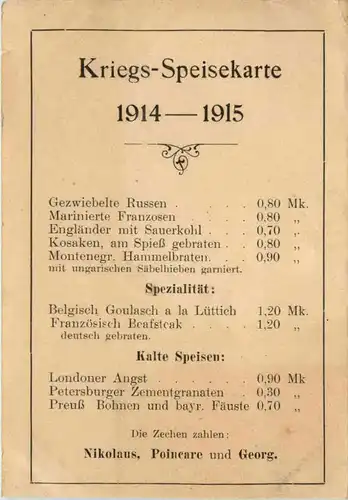 Kriegs-Speisekarte
1914 — 1915
Gezwiebelte Russen . . . . 0,80 Mk.
Marinierte Franzosen . . . 0.80 „
Engländer mit Sauerkohl . . 0,70 „
Kosaken, am Spieß gebraten . . 0,80 „
Montenegr. Hammelbraten. . . 0,90 „
mit ungarischen Säbelhieben garniert.
Spezialität:
Belgisch Goulasch a la Lüttich 1,20 Mk.
Französisch Beafsteak . . . . 1,20 „
deutsch gebraten.
Kalte Speisen:
Londoner Angst . . . . . . 0,90 Mk
Petersburger Zementgranaten . 0,30 „
Preuß Bohnen und bayr. Fäuste 0,70 „
Die Zechen zahlen:
Nikolaus, Poincare und Georg.